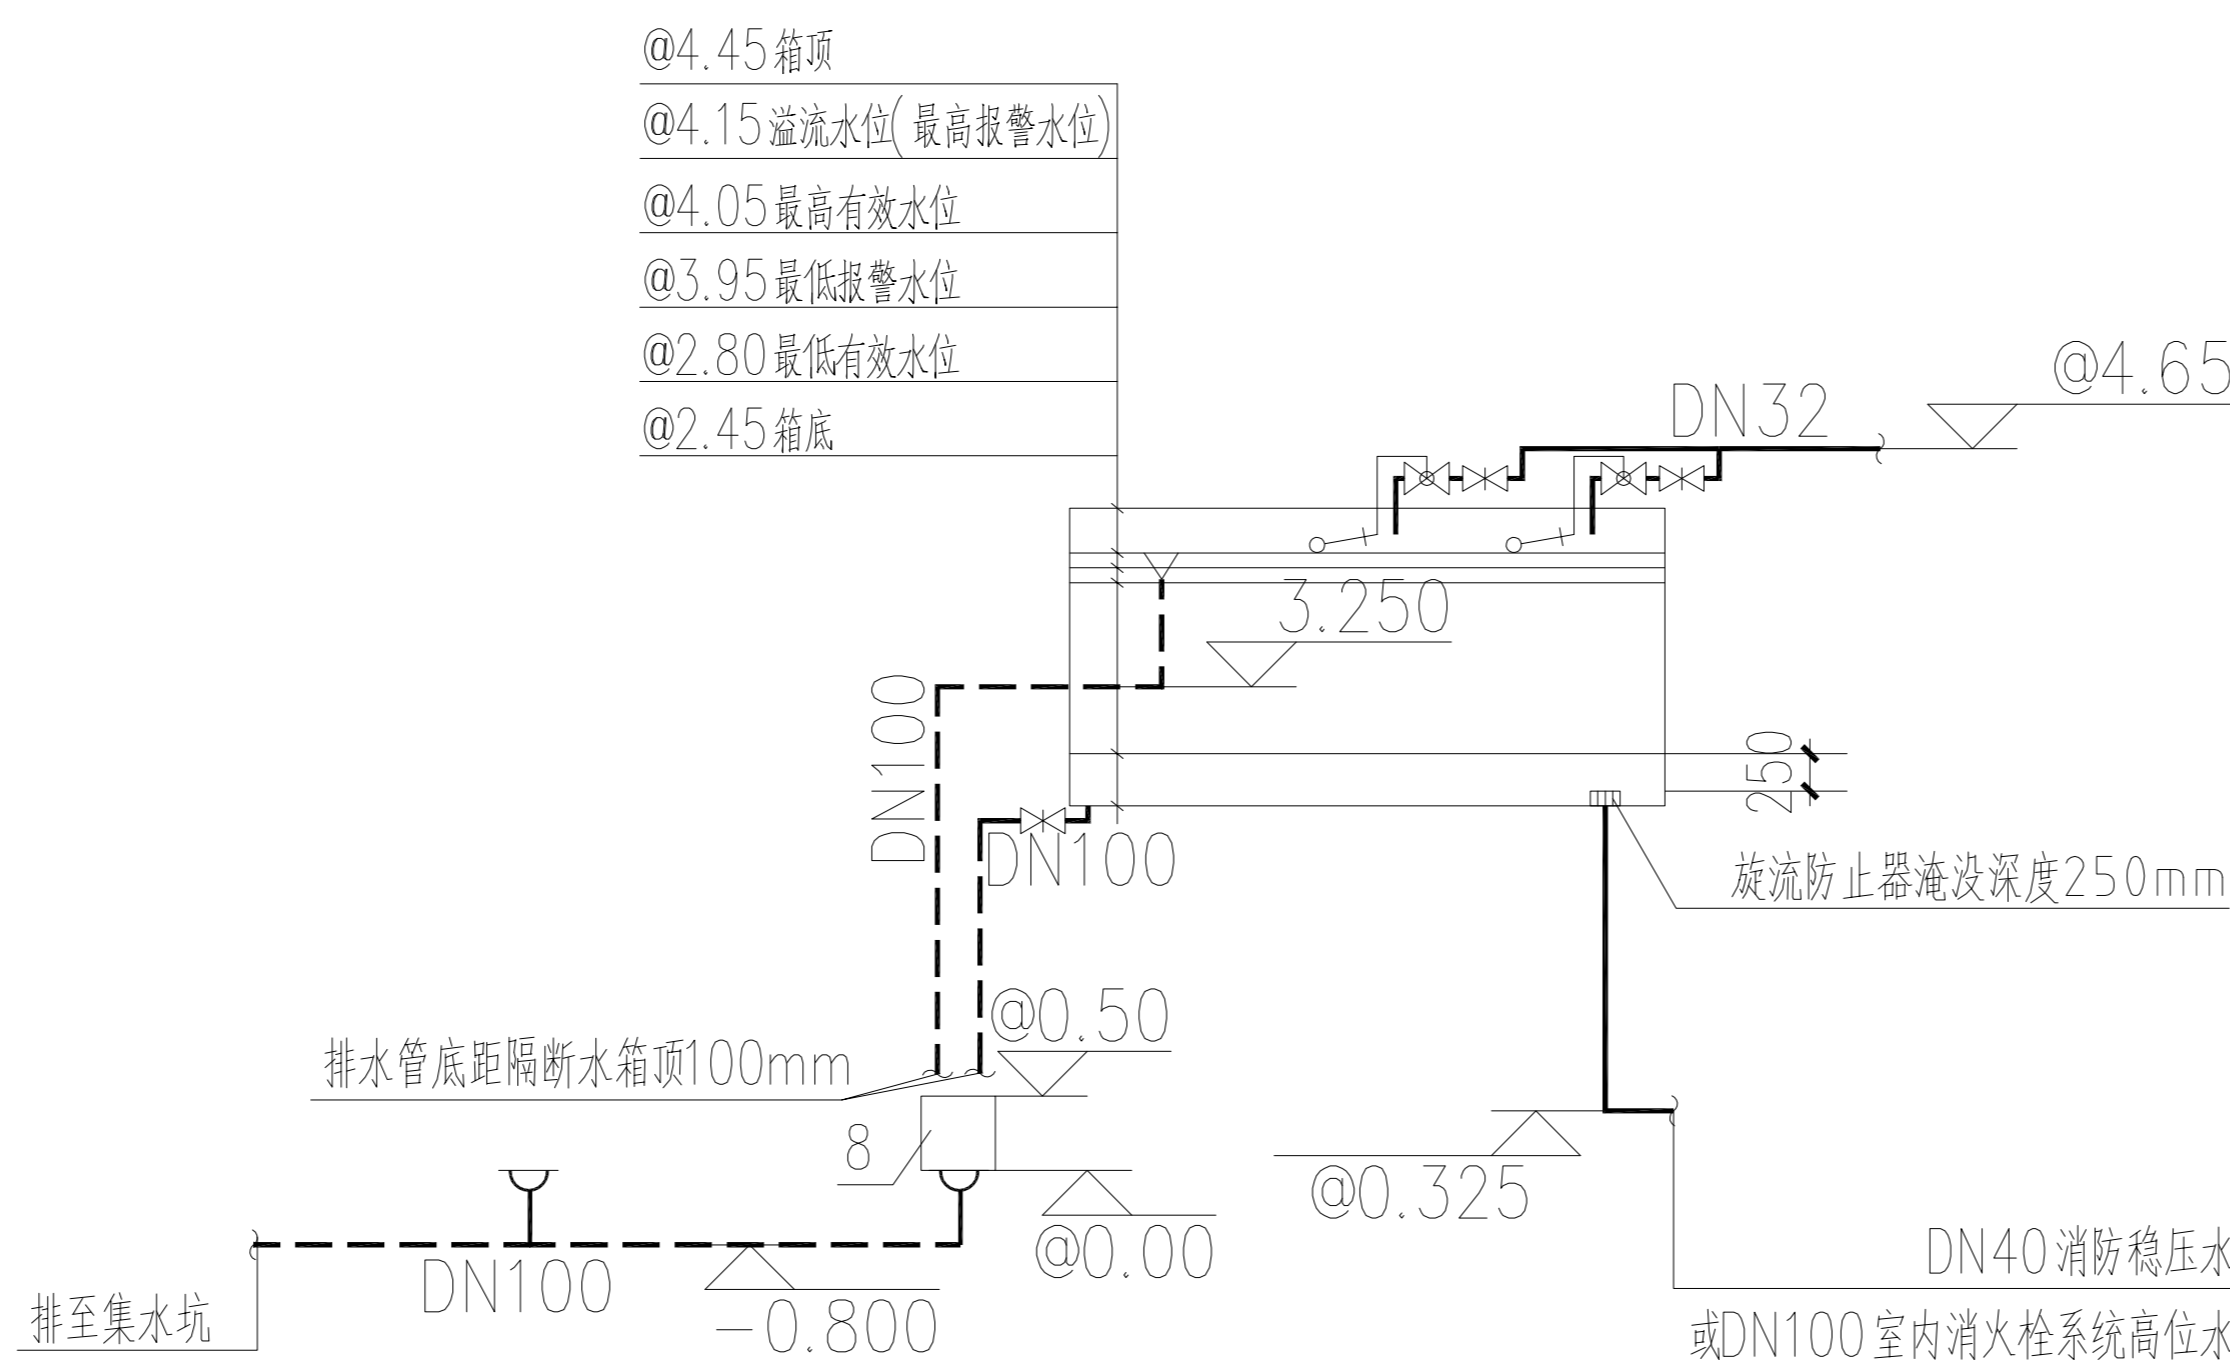 @4.45箱顶
@4.15溢流水位(最高报警水位)
@4.05最高有效水位
@3.95最低报警水位
@2.80最低有效水位
@2.45箱底
@4.65
DN32
3.250
DN100
250
DN100
旋流防止器淹没深度250mm
@0.50
排水管底距隔断水箱顶100mm
8
@0.325
@0.00
DN40消防稳压水
DN100
-0.800
排至集水坑
或DN100室内消火栓系统高位水